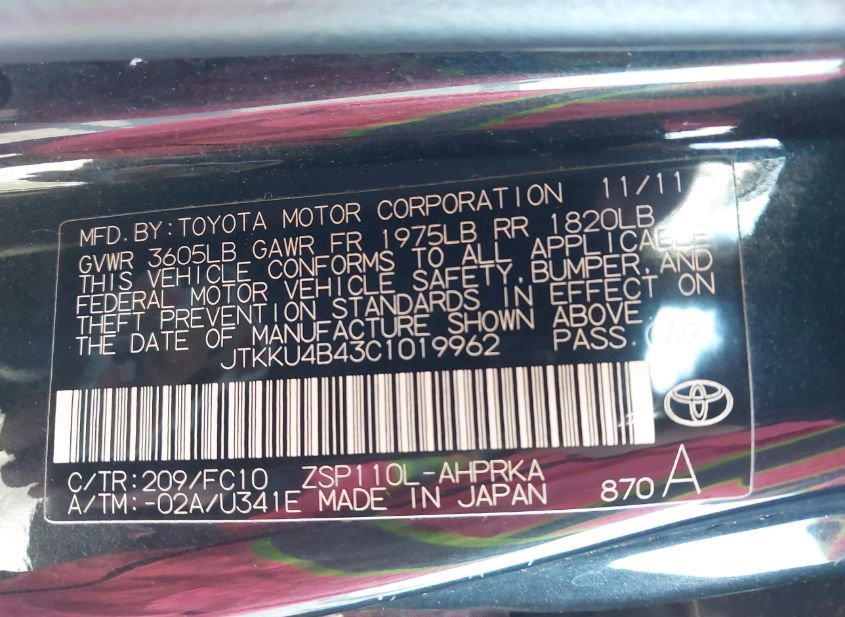 MFD. BY: TOYOTA MOTOR CORPORATION 11/11
GVWR 3605LB GAWR FR 1975LB RR 1820LB
THIS VEHICLE CONFORMS TO ALL APPLICABLE
FEDERAL MOTOR VEHICLE SAFETY, BUMPER, AND
THEFT PREVENTION STANDARDS IN EFFECT ON
THE DATE OF MANUFACTURE SHOWN ABOVE.
JTKKU4B43C1019962 PASS. CAR
C/TR: 209/FC10 ZSP110L-AHPRKA
A/TM: -02A/U341E MADE IN JAPAN 870 A